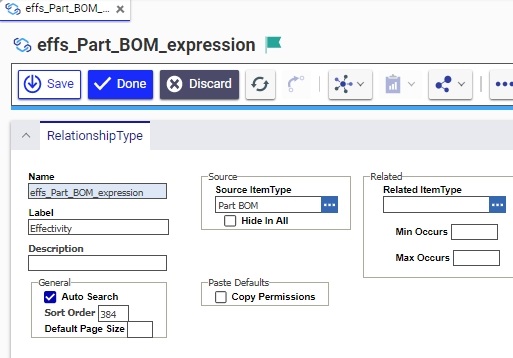 effs_Part_BOM_... ×
effs_Part_BOM_expression
Save Done Discard
RelationshipType
Name
effs_Part_BOM_expression
Label
Effectivity
Description
General
Auto Search
Sort Order 384
Default Page Size
Source
Source ItemType
Part BOM
Hide In All
Paste Defaults
Copy Permissions
Related
Related ItemType
Min Occurs
Max Occurs